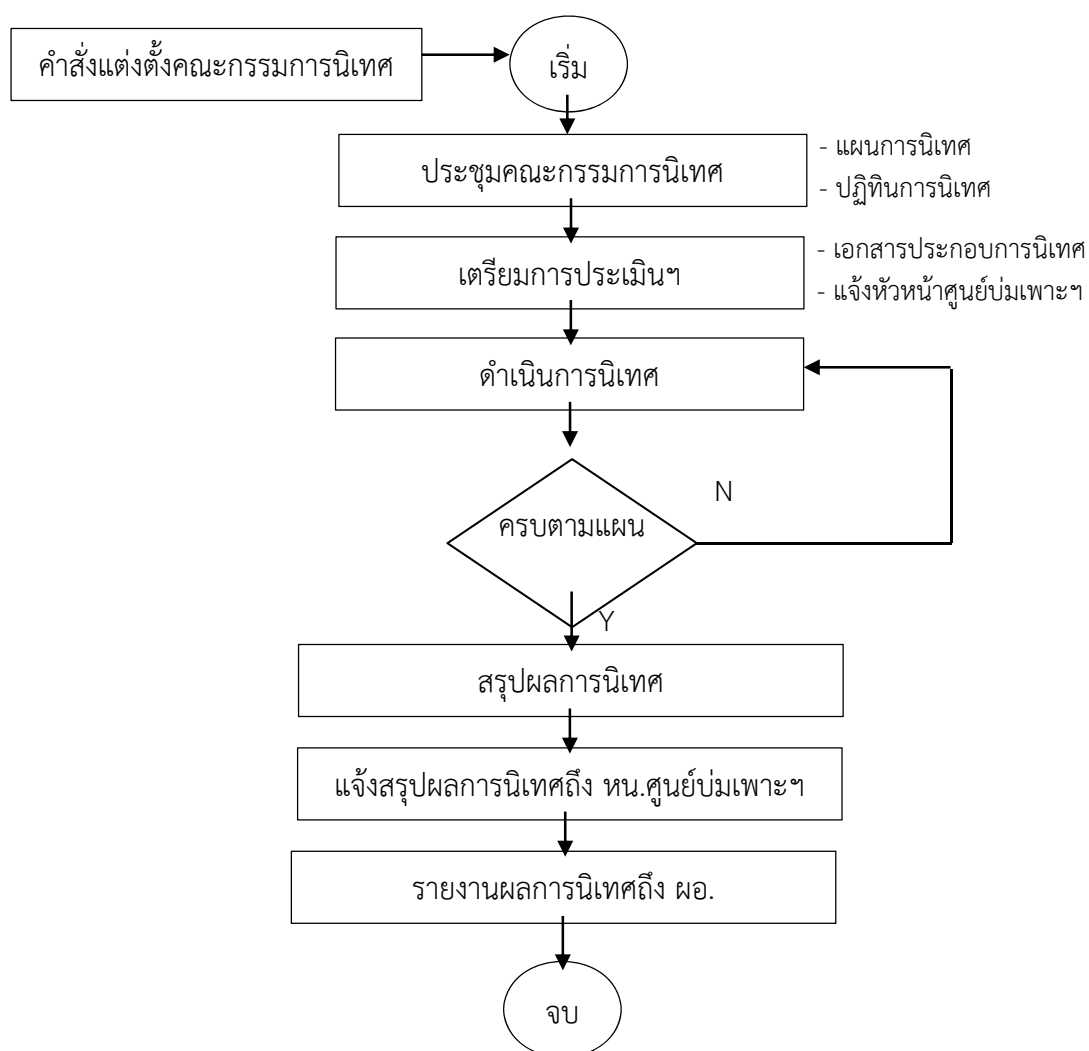 คำสั่งแต่งตั้งคณะกรรมการนิเทศ
เริ่ม
ประชุมคณะกรรมการนิเทศ
- แผนการนิเทศ
- ปฏิทินการนิเทศ
เตรียมการประเมินฯ
- เอกสารประกอบการนิเทศ
- แจ้งหัวหน้าศูนย์บ่มเพาะฯ
ดำเนินการนิเทศ
ครบตามแผน
N
Y
สรุปผลการนิเทศ
แจ้งสรุปผลการนิเทศถึง หน.ศูนย์บ่มเพาะฯ
รายงานผลการนิเทศถึง ผอ.
จบ